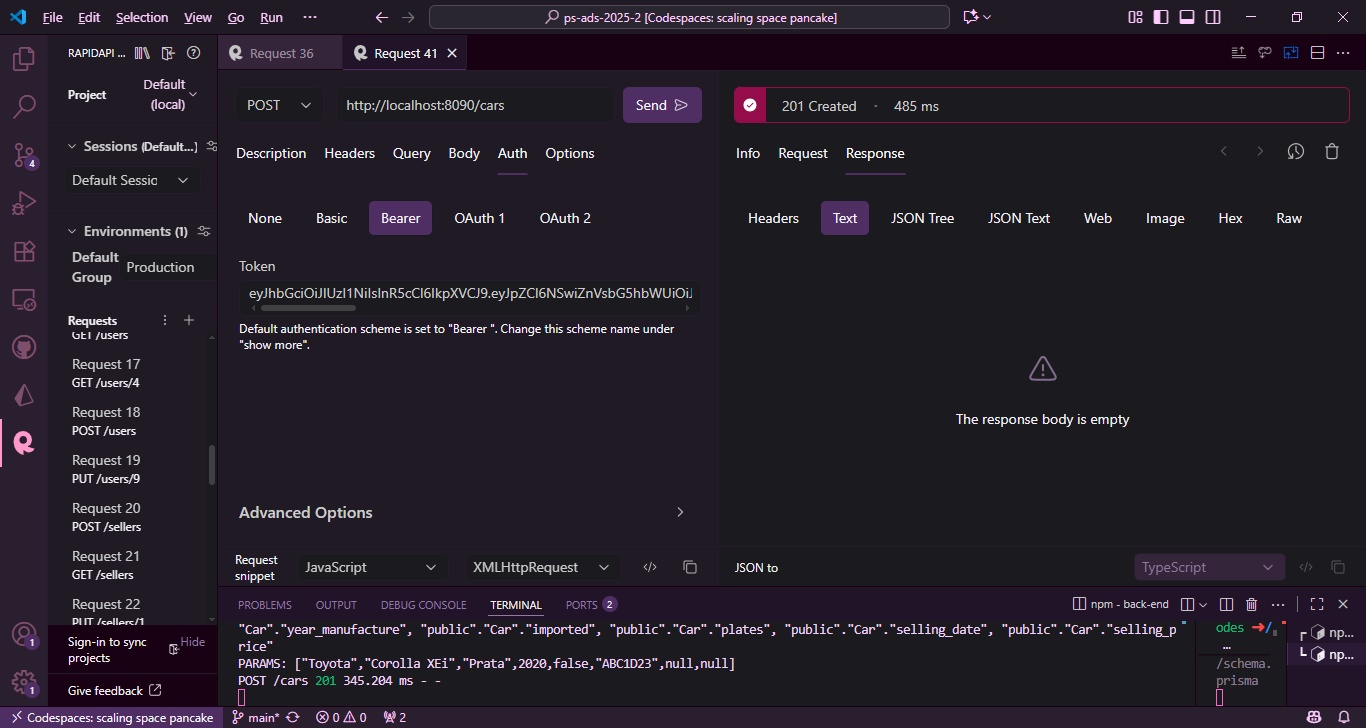 File Edit Selection View Go Run ··· ps-ads-2025-2 [Codespaces: scaling space pancake]
RAPIDAPI ...
Request 36
Request 41
Project
Default
(local)
Sessions (Default...]
Default Sessic
Environments (1)
Default
Group
Production
Requests
GET /users
Request 17
GET /users/4
Request 18
POST /users
Request 19
PUT /users/9
Request 20
POST /sellers
Request 21
GET /sellers
Request 22
PUT /sellers/1
Sign-in to sync
projects
Hide
Give feedback
4
1
1
POST
http://localhost:8090/cars
Send
Description Headers Query Body Auth Options
None Basic Bearer OAuth 1 OAuth 2
Token
eyJhbGciOiJIUzI1NiIsInR5cCI6IkpXVCJ9.eyJpZCI6NSwiZnVsbG5hbWUiOiJ
Default authentication scheme is set to "Bearer ". Change this scheme name under
"show more".
Advanced Options
Request
snippet
JavaScript
XMLHttpRequest
201 Created · 485 ms
Info Request Response
Headers Text JSON Tree JSON Text Web Image Hex Raw
The response body is empty
JSON to
TypeScript
PROBLEMS OUTPUT DEBUG CONSOLE TERMINAL PORTS 2
npm - back-end
"Car"."year_manufacture", "public"."Car"."imported", "public"."Car"."plates", "public"."Car"."selling_date", "public"."Car"."selling_p
rice"
PARAMS: ["Toyota","Corolla XEi","Prata",2020,false,"ABC1D23",null,null]
POST /cars 201 345.204 ms - -
odes ➜/
...
/schema.
prisma
np...
np...
Codespaces: scaling space pancake main* 0 0 2